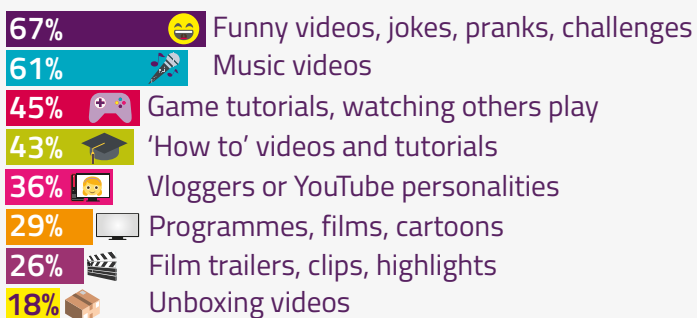 67% Funny videos, jokes, pranks, challenges
61% Music videos
45% Game tutorials, watching others play
43% ‘How to’ videos and tutorials
36% Vloggers or YouTube personalities
29% Programmes, films, cartoons
26% Film trailers, clips, highlights
18% Unboxing videos